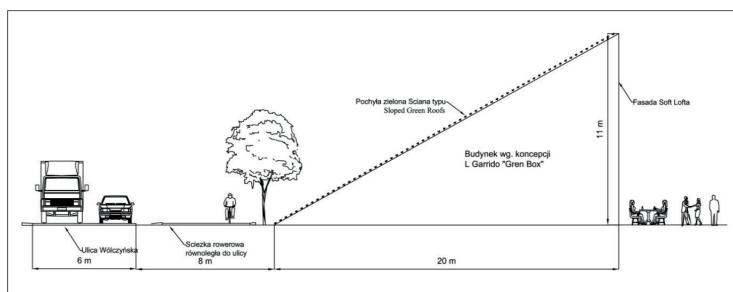 Pochyła zielona Sciana typu
Sloped Green Roofs
Fasada Soft Lofta
11 m
Budynek wg. koncepcji
L Garrido "Gren Box"
Ulica Wólczyńska
Sciezka rowerowa
równoległa do ulicy
6 m
8 m
20 m